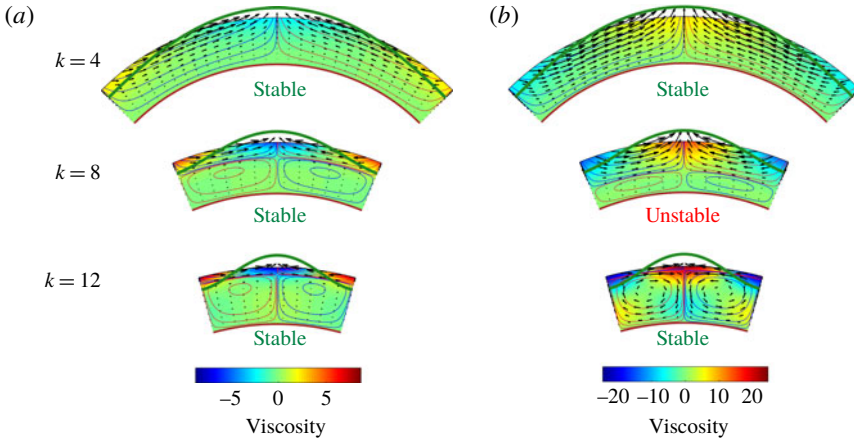 (a) (b)
k = 4
Stable Stable
k = 8
Stable Unstable
k = 12
Stable Stable
−5 0 5 −20 −10 0 10 20
Viscosity Viscosity